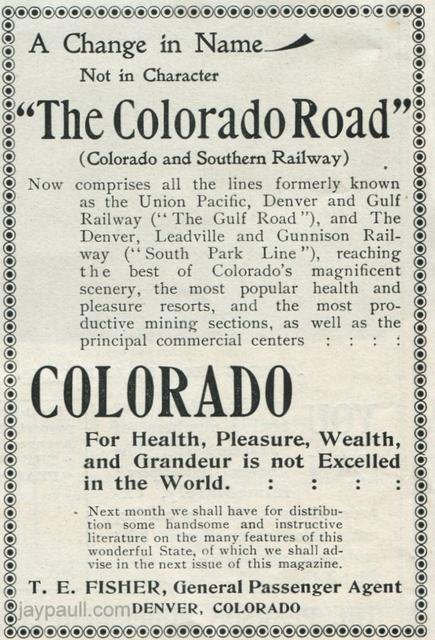 A Change in Name
Not in Character
"The Colorado Road"
(Colorado and Southern Railway)
Now comprises all the lines formerly known
as the Union Pacific, Denver and Gulf
Railway ("The Gulf Road"), and The
Denver, Leadville and Gunnison Rail-
way ("South Park Line"), reaching
the best of Colorado's magnificent
scenery, the most popular health and
pleasure resorts, and the most pro-
ductive mining sections, as well as the
principal commercial centers : : : :
COLORADO
For Health, Pleasure, Wealth,
and Grandeur is not Excelled
in the World. : : : :
Next month we shall have for distribu-
tion some handsome and instructive
literature on the many features of this
wonderful State, of which we shall ad-
vise in the next issue of this magazine.
T. E. FISHER, General Passenger Agent
DENVER, COLORADO
jaypaull.com